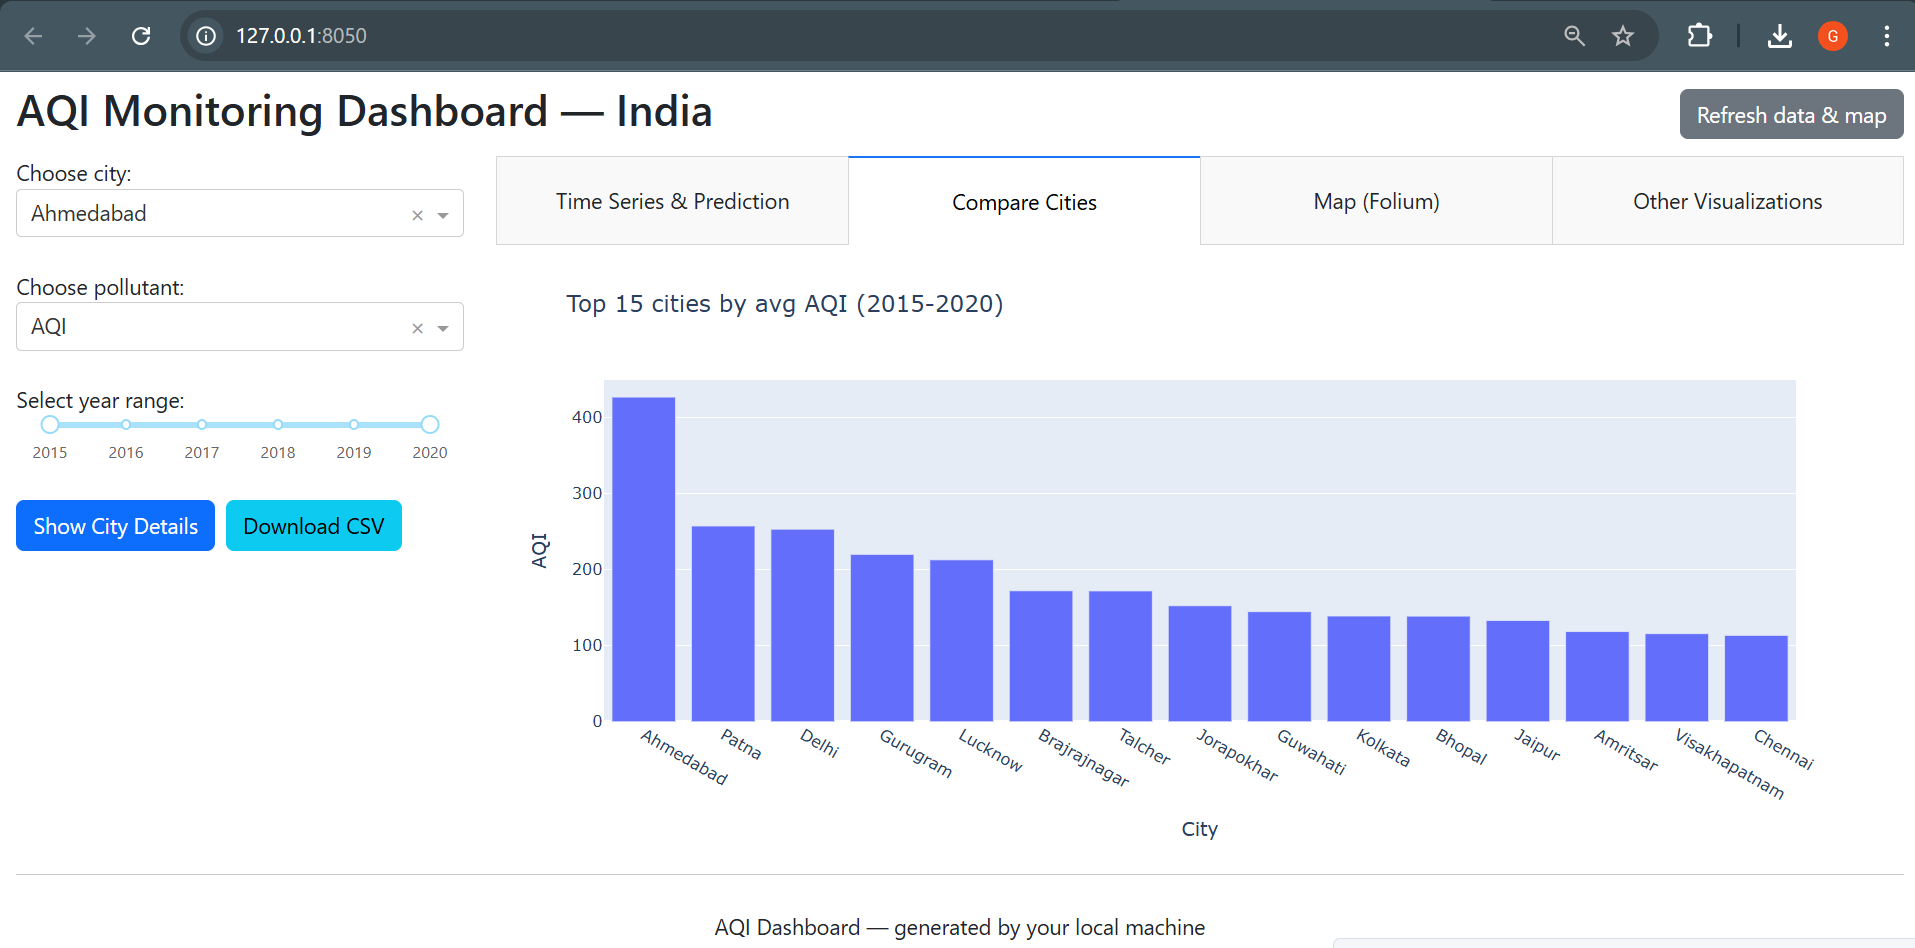 127.0.0.1:8050
G
AQI Monitoring Dashboard — India
Refresh data & map
Choose city:
Ahmedabad
Choose pollutant:
AQI
Select year range:
2015 2016 2017 2018 2019 2020
Show City Details Download CSV
Time Series & Prediction Compare Cities Map (Folium) Other Visualizations
Top 15 cities by avg AQI (2015-2020)
AQI
400
300
200
100
0
Ahmedabad Patna Delhi Gurugram Lucknow Brajrajnagar Talcher Jorapokhar Guwahati Kolkata Bhopal Jaipur Amritsar Visakhapatnam Chennai
City
AQI Dashboard — generated by your local machine